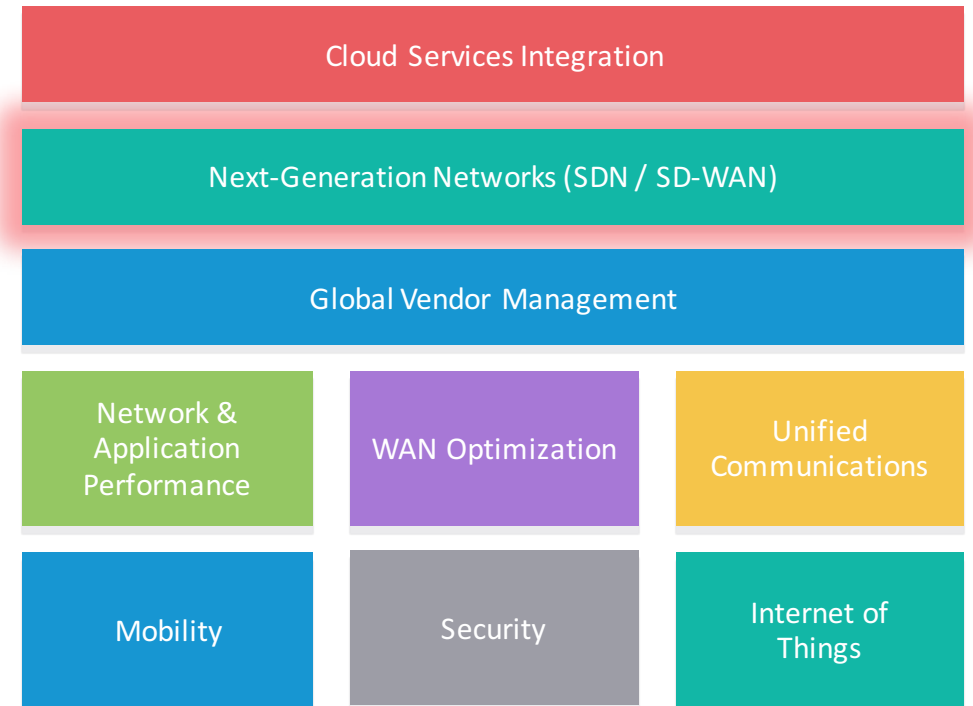 Cloud Services Integration
Next-Generation Networks (SDN / SD-WAN)
Global Vendor Management
Network &
Application
Performance
WAN Optimization
Unified
Communications
Mobility
Security
Internet of
Things